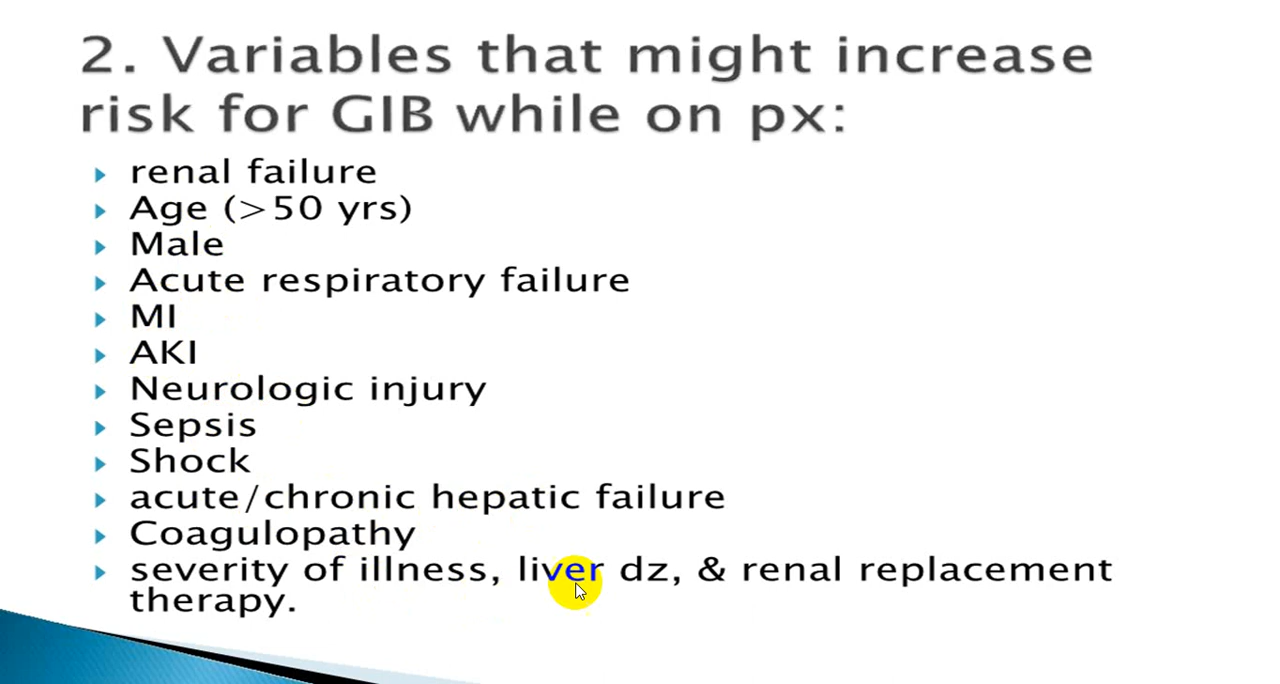 2. Variables that might increase
risk for GIB while on px:
renal failure
Age (>50 yrs)
Male
Acute respiratory failure
MI
AKI
Neurologic injury
Sepsis
Shock
acute/chronic hepatic failure
Coagulopathy
severity of illness, liver dz, & renal replacement
therapy.